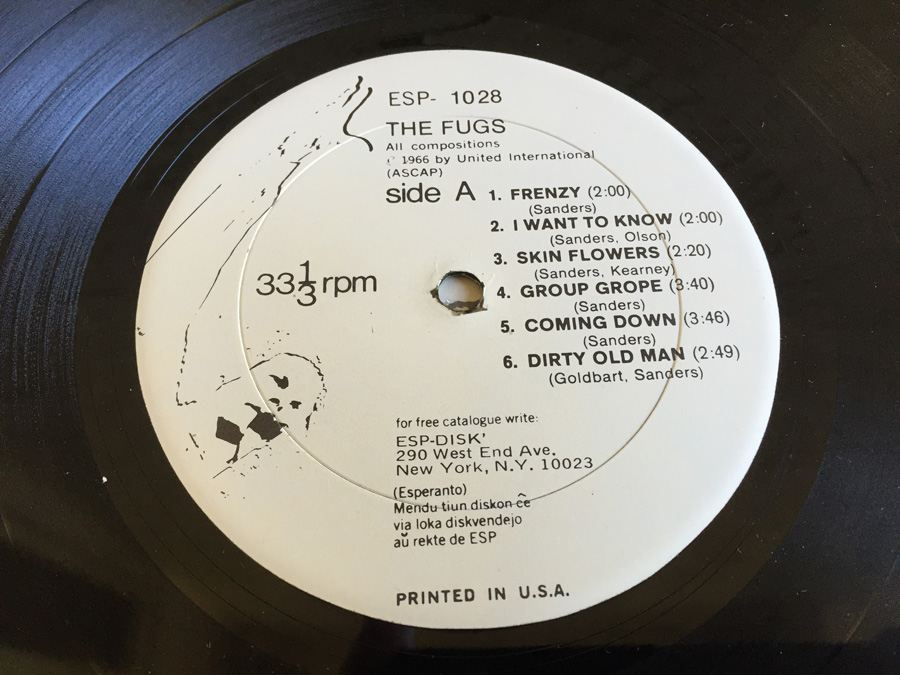 ESP- 1028
THE FUGS
All compositions
© 1966 by United International
(ASCAP)
side A
1. FRENZY (2:00)
(Sanders)
2. I WANT TO KNOW (2:00)
(Sanders, Olson)
3. SKIN FLOWERS (2:20)
(Sanders, Kearney)
4. GROUP GROPE (3:40)
(Sanders)
5. COMING DOWN (3:46)
(Sanders)
6. DIRTY OLD MAN (2:49)
(Goldbart, Sanders)
33 1/3 rpm
for free catalogue write:
ESP-DISK'
290 West End Ave.
New York, N.Y. 10023
(Esperanto)
Mendu tiun diskon ĉe
via loka diskvendejo
aŭ rekte de ESP
PRINTED IN U.S.A.